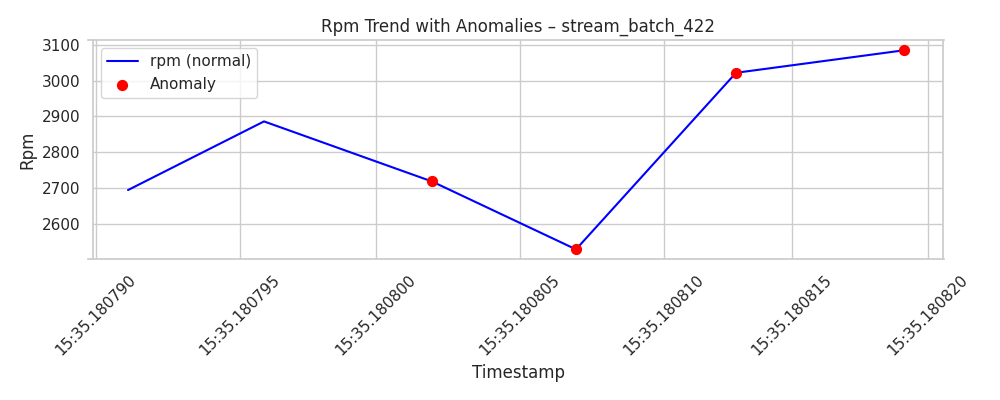 Rpm Trend with Anomalies – stream_batch_422
rpm (normal)
Anomaly
Rpm
3100
3000
2900
2800
2700
2600
15:35.180790
15:35.180795
15:35.180800
15:35.180805
15:35.180810
15:35.180815
15:35.180820
Timestamp